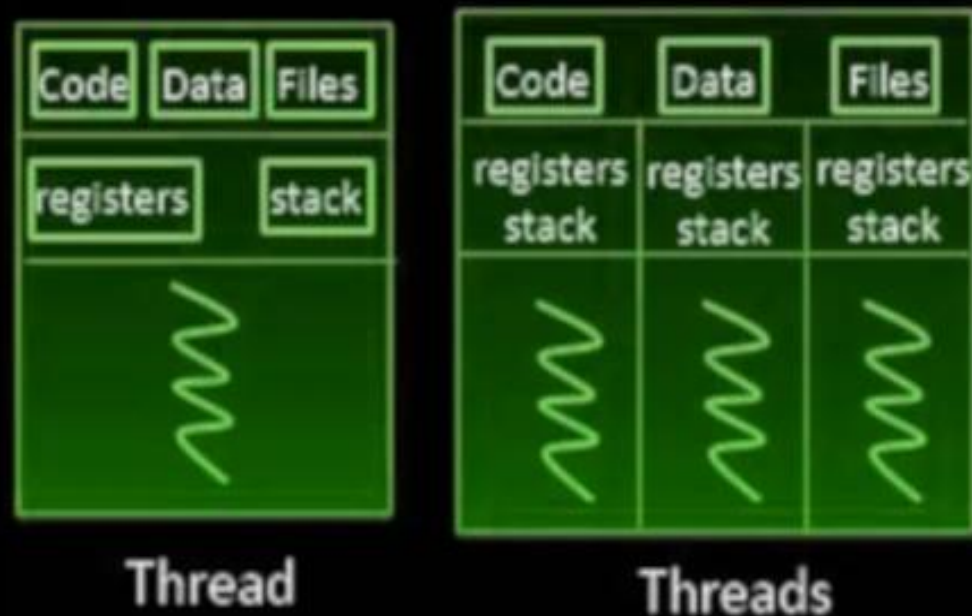 Code Data Files
registers stack
Thread
Code Data Files
registers registers registers
stack stack stack
Threads